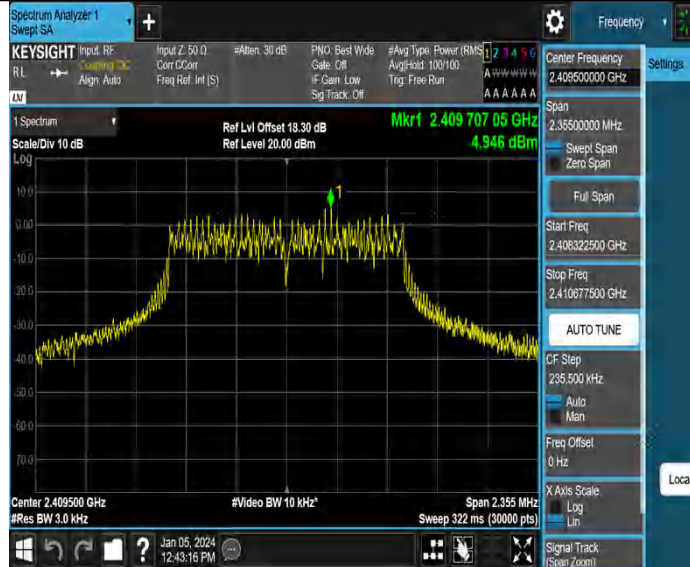 Spectrum Analyzer 1
Swept SA
+
Frequency
KEYSIGHT
RL
Input: RF
Coupling: DC
Align: Auto
Input Z: 50 Ω
Corr CCorr
Freq Ref: Int (S)
#Atten: 30 dB
PNO: Best Wide
Gate: Off
IF Gain: Low
Sig Track: Off
#Avg Type: Power (RMS
Avg|Hold: 100/100
Trig: Free Run
1 2 3 4 5 6
A W W W W W
A A A A A A
LXI
1 Spectrum
Scale/Div 10 dB
Ref Lvl Offset 18.30 dB
Ref Level 20.00 dBm
Mkr1 2.409 707 05 GHz
4.946 dBm
Log
1
10.0
0.00
-10.0
-20.0
-30.0
-40.0
-50.0
-60.0
-70.0
Center 2.409500 GHz
#Res BW 3.0 kHz
#Video BW 10 kHz*
Span 2.355 MHz
Sweep 322 ms (30000 pts)
?
Jan 05, 2024
12:43:16 PM
Center Frequency
2.409500000 GHz
Settings
Span
2.35500000 MHz
Swept Span
Zero Span
Full Span
Start Freq
2.408322500 GHz
Stop Freq
2.410677500 GHz
AUTO TUNE
CF Step
235.500 kHz
Auto
Man
Freq Offset
0 Hz
X Axis Scale
Log
Lin
Loca
Signal Track
(Span Zoom)